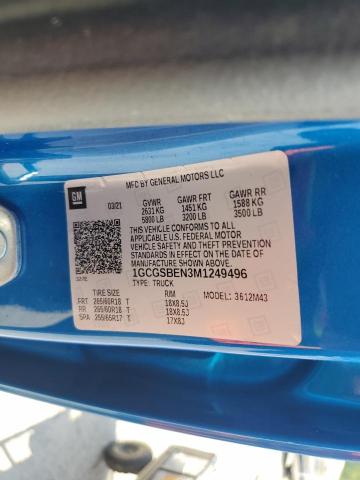 GM
MFD BY GENERAL MOTORS LLC
03/21 GVWR GAWR FRT GAWR RR
2631 KG 1451 KG 1588 KG
5800 LB 3200 LB 3500 LB
THIS VEHICLE CONFORMS TO ALL
APPLICABLE U.S. FEDERAL MOTOR
VEHICLE SAFETY AND THEFT PREVENTION
STANDARDS IN EFFECT ON THE DATE OF
MANUFACTURE SHOWN ABOVE.
1GCGSBEN3M1249496
TYPE: TRUCK
TIRE SIZE RIM MODEL: 3612M43
FRT 265/60R18 T 18X8.5J
RR 265/60R18 T 18X8.5J
SPA 255/65R17 T 17X8J